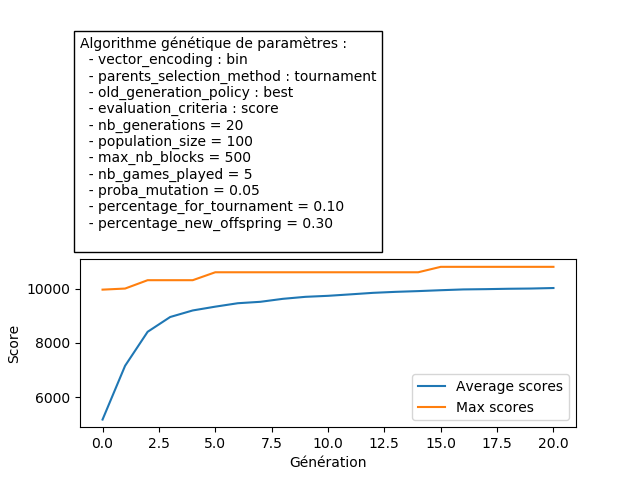 Algorithme génétique de paramètres :
- vector_encoding : bin
- parents_selection_method : tournament
- old_generation_policy : best
- evaluation_criteria : score
- nb_generations = 20
- population_size = 100
- max_nb_blocks = 500
- nb_games_played = 5
- proba_mutation = 0.05
- percentage_for_tournament = 0.10
- percentage_new_offspring = 0.30
10000
8000
6000
Score
Average scores
Max scores
0.0 2.5 5.0 7.5 10.0 12.5 15.0 17.5 20.0
Génération